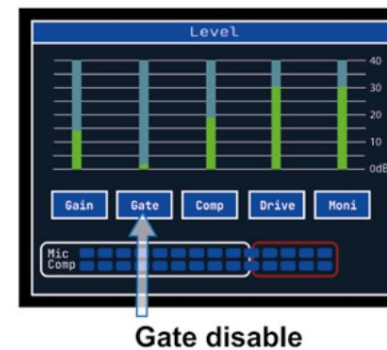 Level
40
30
20
10
0dB
Gain Gate Comp Drive Moni
Mic
Comp
Gate disable